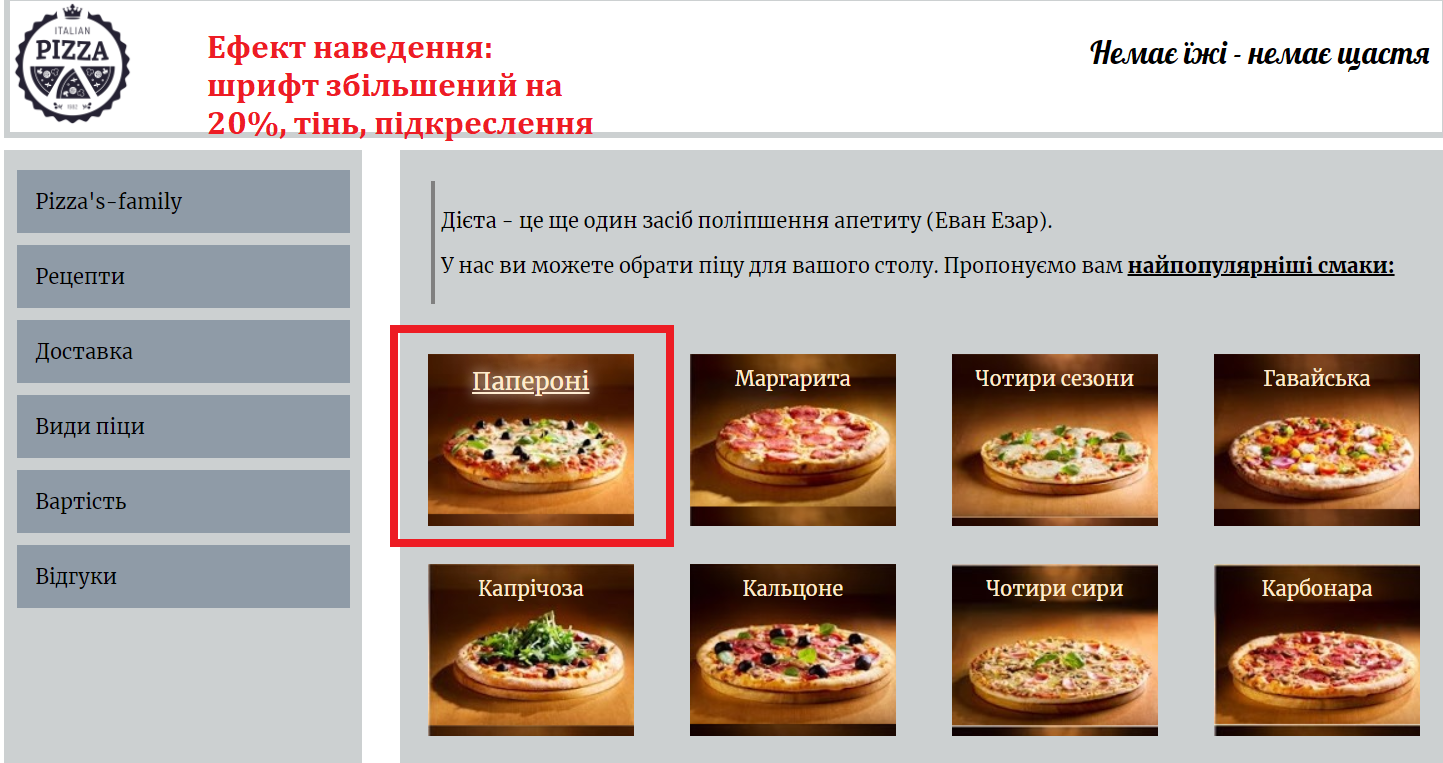 ITALIAN
PIZZA
Ефект наведення:
шрифт збільшений на
20%, тінь, підкреслення
Немає їжі - немає щастя
Pizza's-family
Рецепти
Доставка
Види піци
Вартість
Відгуки
Дієта - це ще один засіб поліпшення апетиту (Еван Езар).
У нас ви можете обрати піцу для вашого столу. Пропонуємо вам найпопулярніші смаки:
Папероні
Маргарита
Чотири сезони
Гавайська
Капрічоза
Кальцоне
Чотири сири
Карбонара